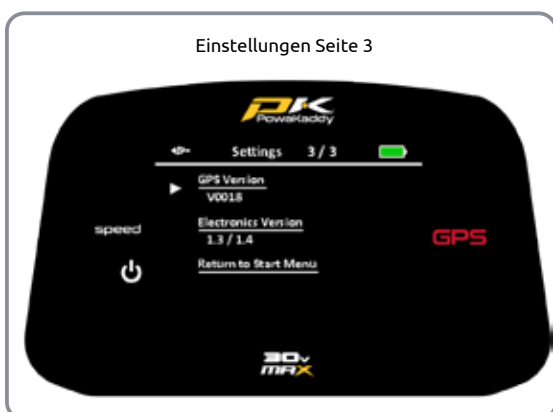 Einstellungen Seite 3
PK
PowaKaddy
Settings 3 / 3
GPS Version
V0018
Electronics Version
1.3 / 1.4
Return to Start Menu
speed
GPS
30v
MAX